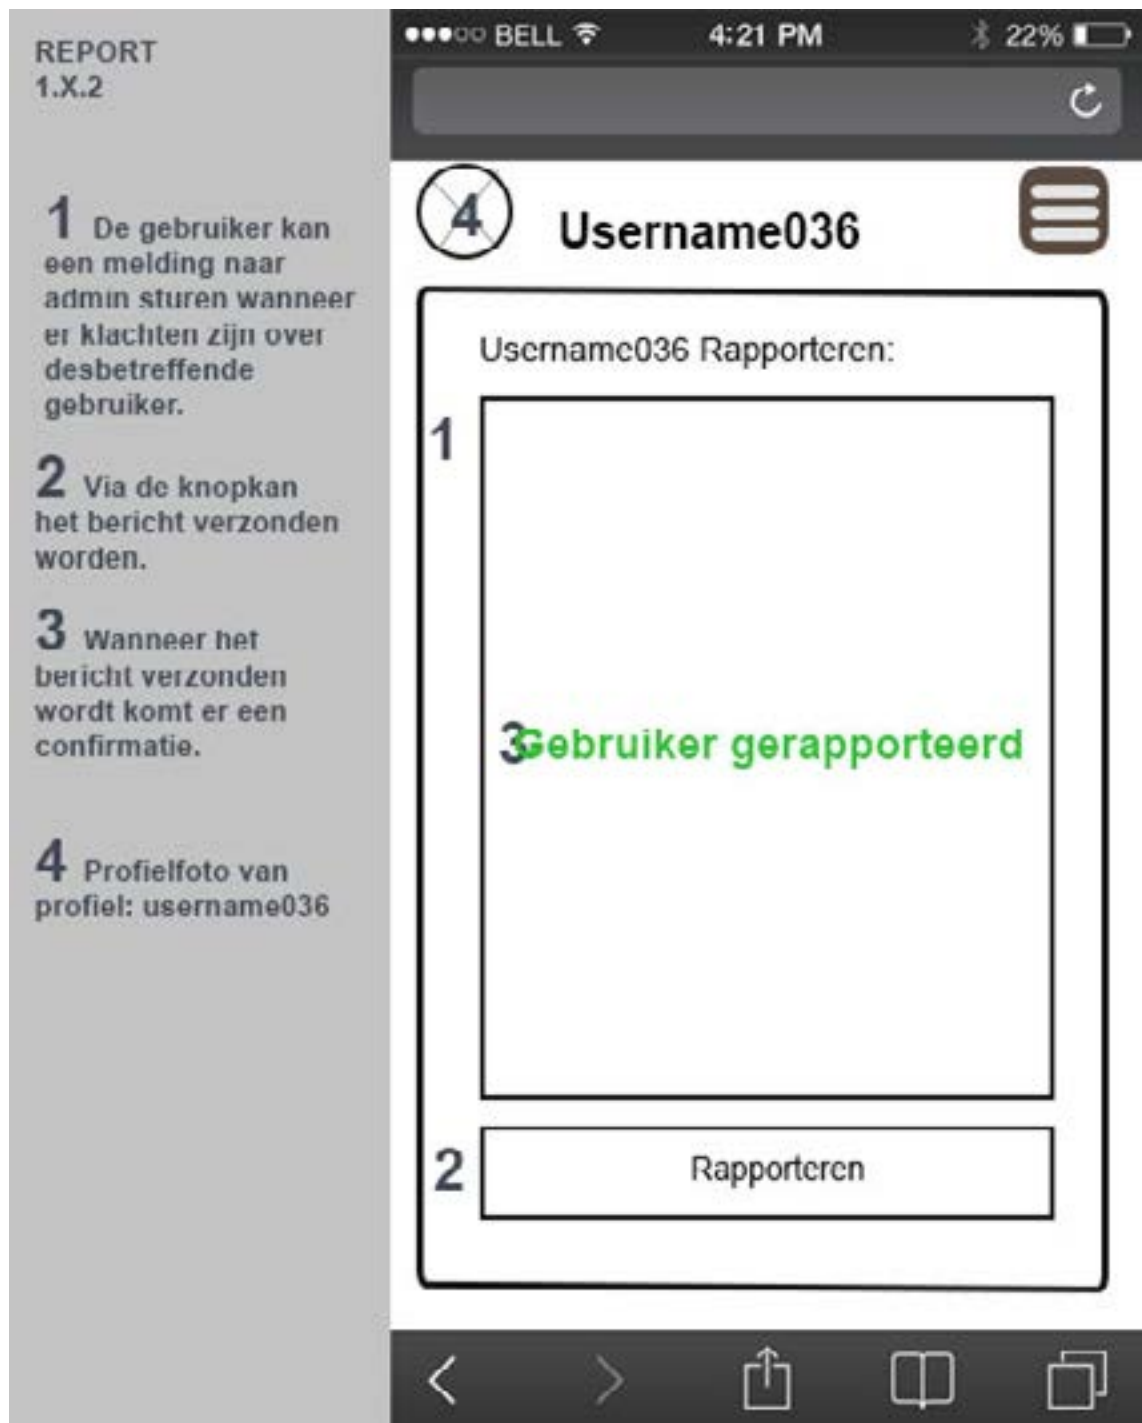 REPORT
1.X.2
1 De gebruiker kan
een melding naar
admin sturen wanneer
er klachten zijn over
desbetreffende
gebruiker.
2 Via de knopkan
het bericht verzonden
worden.
3 Wanneer het
bericht verzonden
wordt komt er een
confirmatie.
4 Profielfoto van
profiel: username036
BELL 4:21 PM 22%
4 Username036
Username036 Rapporteren:
1
3 Gebruiker gerapporteerd
2 Rapporteren